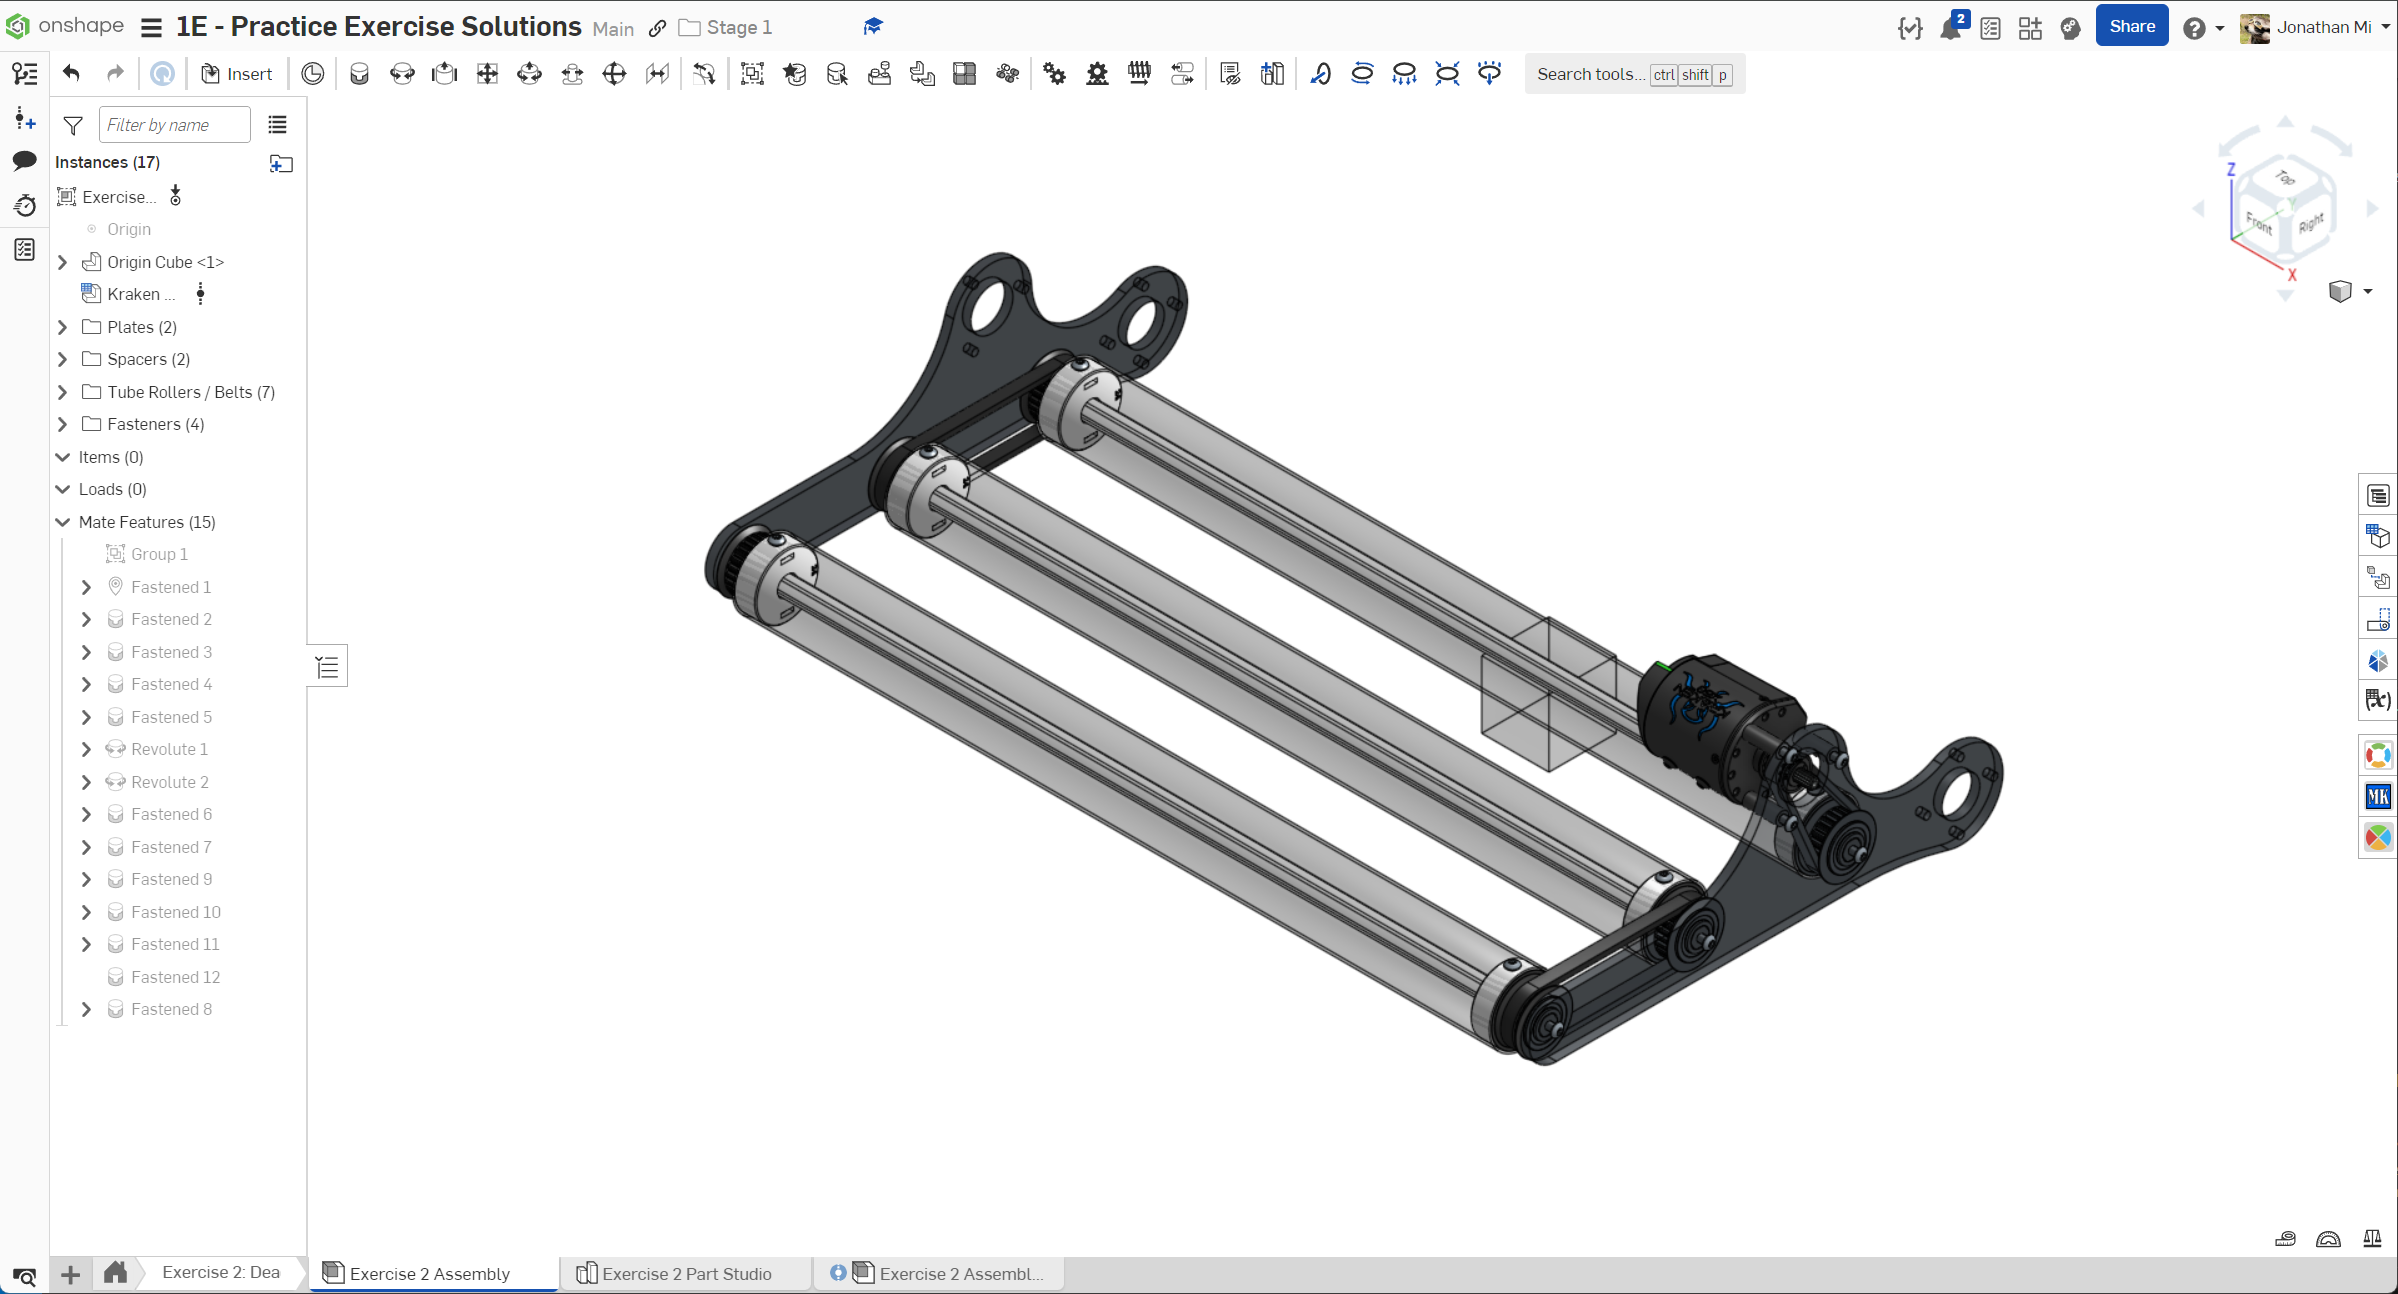 onshape 1E - Practice Exercise Solutions Main Stage 1 2 Share Jonathan Mi
Insert Search tools... ctrl shift p
Filter by name
Instances (17)
Exercise...
Origin
Origin Cube <1>
Kraken ...
Plates (2)
Spacers (2)
Tube Rollers / Belts (7)
Fasteners (4)
Items (0)
Loads (0)
Mate Features (15)
Group 1
Fastened 1
Fastened 2
Fastened 3
Fastened 4
Fastened 5
Revolute 1
Revolute 2
Fastened 6
Fastened 7
Fastened 9
Fastened 10
Fastened 11
Fastened 12
Fastened 8
Z
Top
Front
Right
Y
X
(x)
MK
Exercise 2: Dea
Exercise 2 Assembly
Exercise 2 Part Studio
Exercise 2 Assembl...